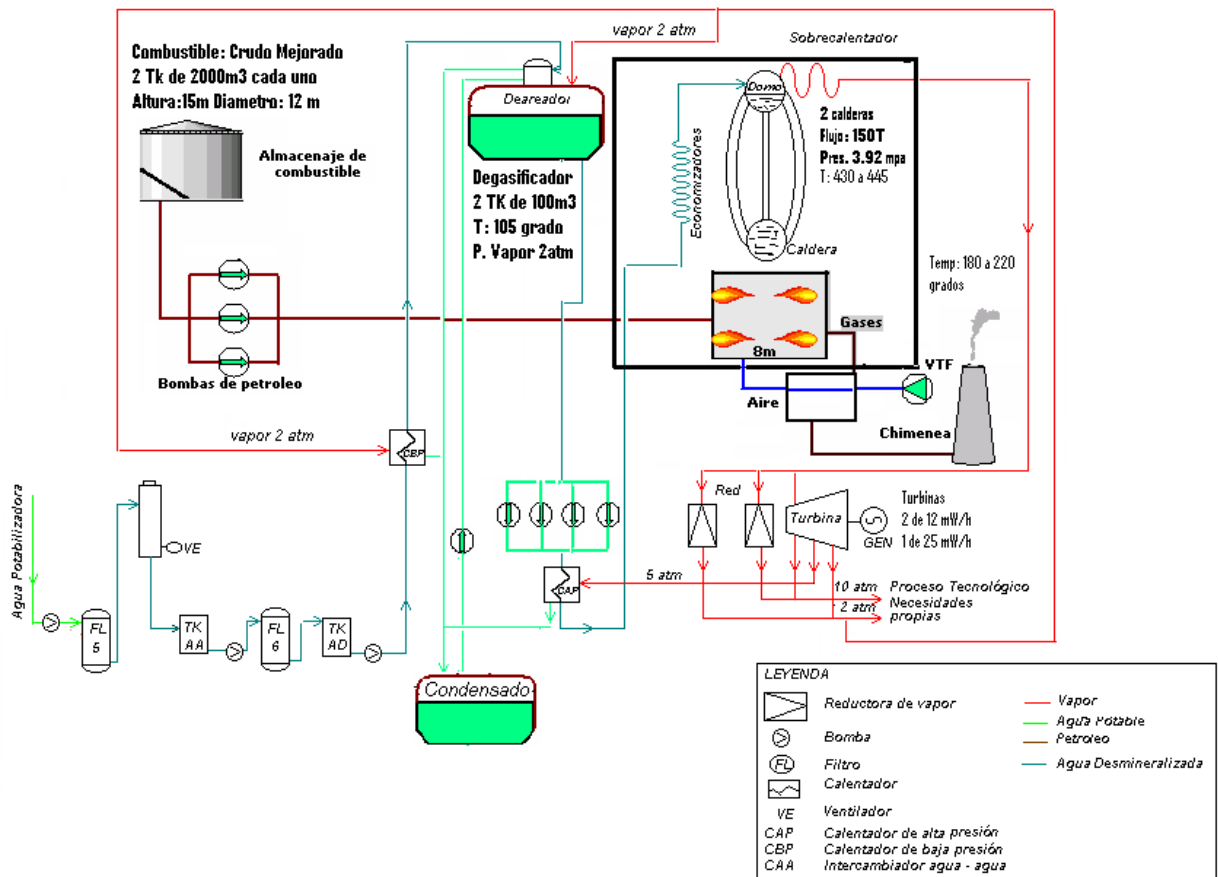 vapor 2 atm
Sobrecalentador
Combustible: Crudo Mejorado
2 Tk de 2000m3 cada uno
Altura:15m Diametro: 12 m
Almacenaje de
combustible
Deareador
Degasificador
2 TK de 100m3
T: 105 grado
P. Vapor 2atm
Economizadores
Domo
2 calderas
Flujo: 150T
Pres. 3.92 mpa
T: 430 a 445
Caldera
Temp: 180 a 220
grados
Bombas de petroleo
8m
Gases
VTF
Aire
Chimenea
vapor 2 atm
CBP
Agua Potabilizadora
VE
FL
5
TK
AA
FL
6
TK
AD
CAP
Red
Turbina
GEN
Turbinas
2 de 12 mW/h
1 de 25 mW/h
5 atm
10 atm
Proceso Tecnológico
2 atm
Necesidades
propias
Condensado
LEYENDA
Reductora de vapor
Bomba
FL
Filtro
Calentador
VE
Ventilador
CAP
Calentador de alta presión
CBP
Calentador de baja presión
CAA
Intercambiador agua - agua
Vapor
Agua Potable
Petroleo
Agua Desmineralizada